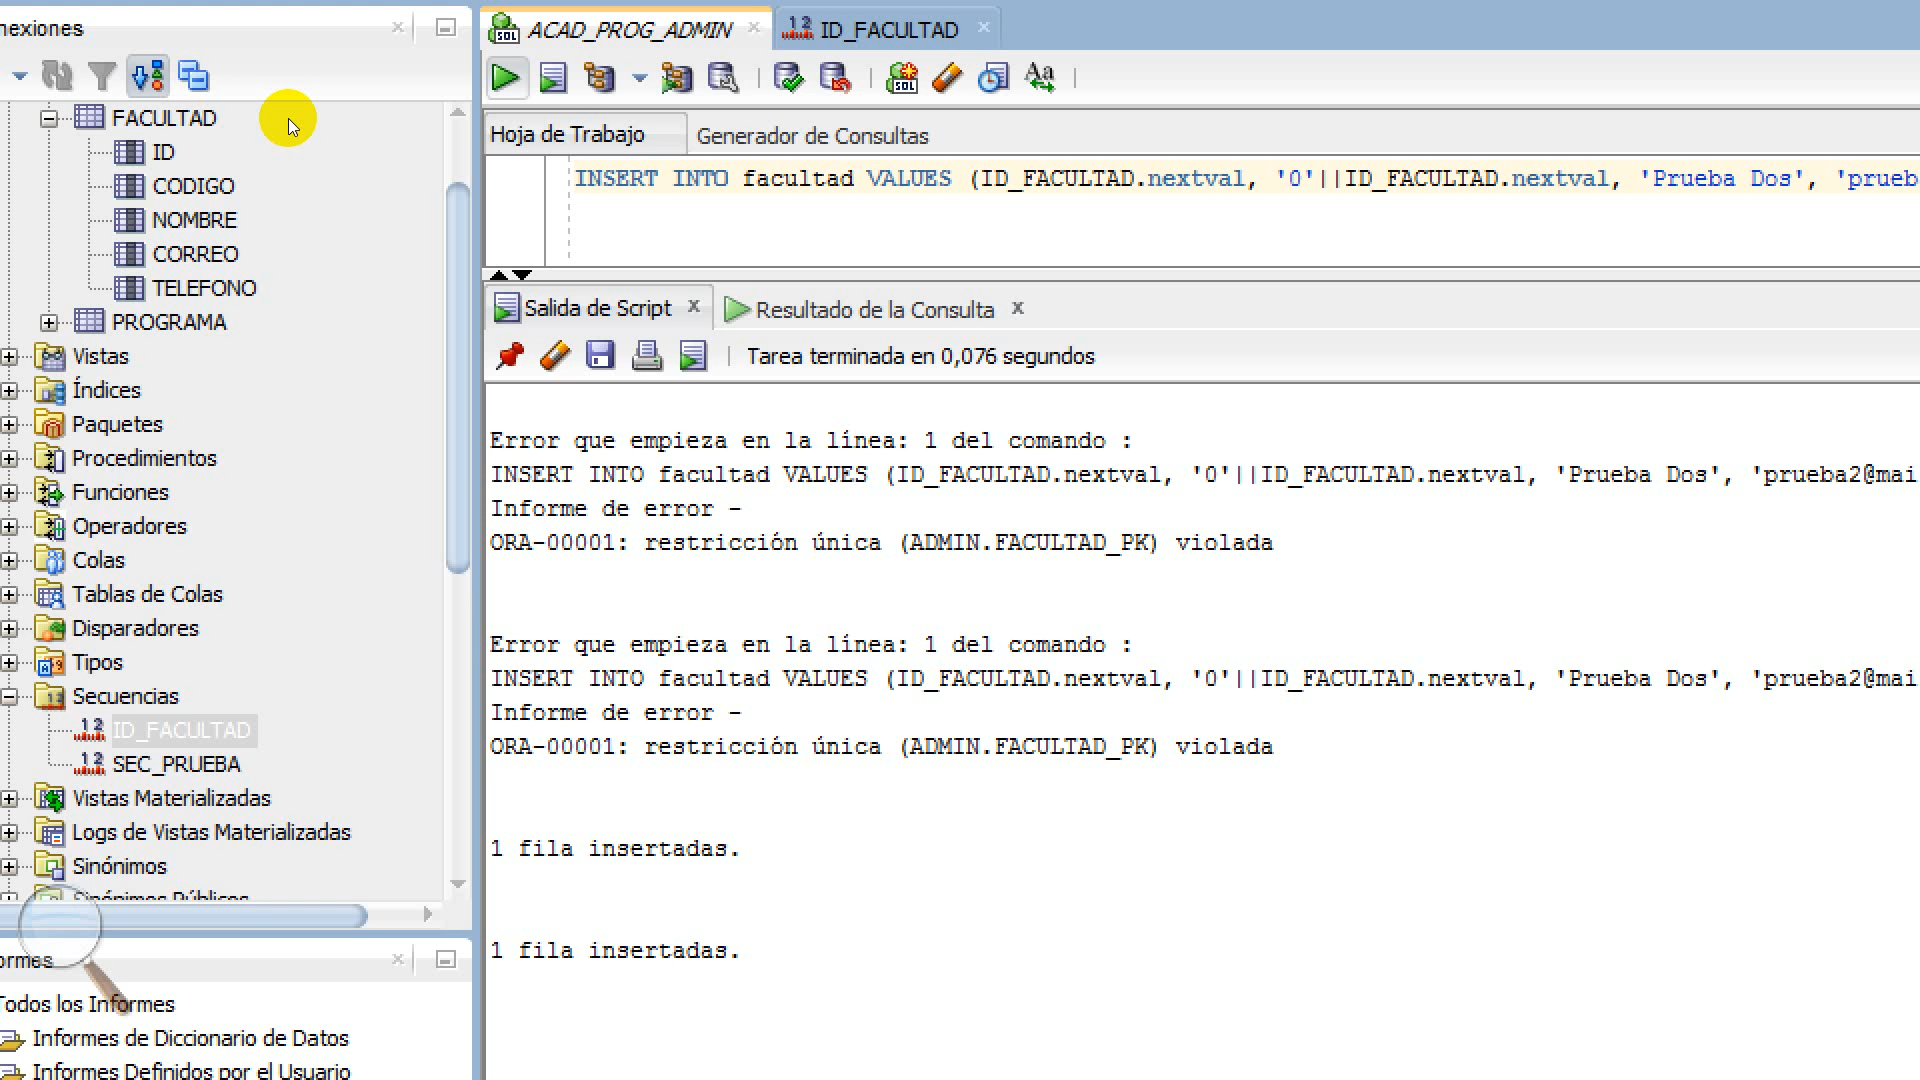 nexiones
FACULTAD
ID
CODIGO
NOMBRE
CORREO
TELEFONO
PROGRAMA
Vistas
Índices
Paquetes
Procedimientos
Funciones
Operadores
Colas
Tablas de Colas
Disparadores
Tipos
Secuencias
ID_FACULTAD
SEC_PRUEBA
Vistas Materializadas
Logs de Vistas Materializadas
Sinónimos
Sinónimos Públicos
ormes
Todos los Informes
Informes de Diccionario de Datos
Informes Definidos por el Usuario
ACAD_PROG_ADMIN
ID_FACULTAD
Hoja de Trabajo
Generador de Consultas
INSERT INTO facultad VALUES (ID_FACULTAD.nextval, '0'||ID_FACULTAD.nextval, 'Prueba Dos', 'prueb
Salida de Script
Resultado de la Consulta
Tarea terminada en 0,076 segundos
Error que empieza en la línea: 1 del comando :
INSERT INTO facultad VALUES (ID_FACULTAD.nextval, '0'||ID_FACULTAD.nextval, 'Prueba Dos', 'prueba2@mai
Informe de error -
ORA-00001: restricción única (ADMIN.FACULTAD_PK) violada
Error que empieza en la línea: 1 del comando :
INSERT INTO facultad VALUES (ID_FACULTAD.nextval, '0'||ID_FACULTAD.nextval, 'Prueba Dos', 'prueba2@mai
Informe de error -
ORA-00001: restricción única (ADMIN.FACULTAD_PK) violada
1 fila insertadas.
1 fila insertadas.